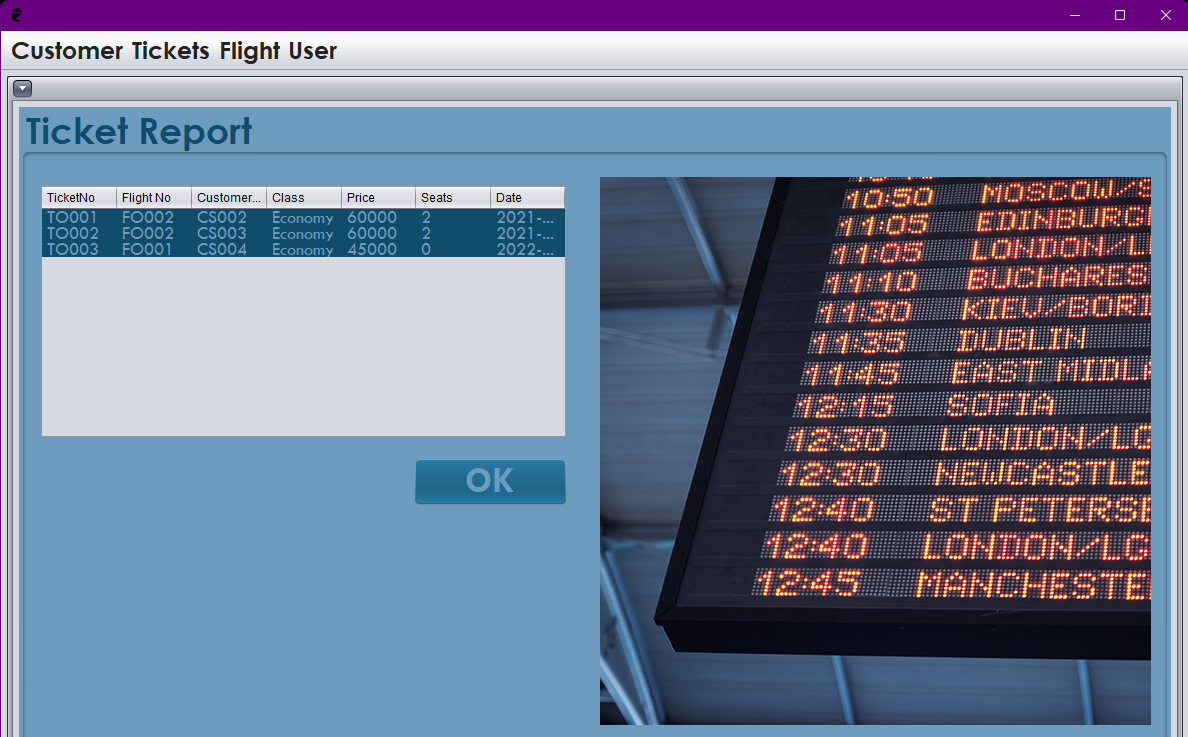 Customer Tickets Flight User
Ticket Report
TicketNo Flight No Customer... Class Price Seats Date
TO001 FO002 CS002 Economy 60000 2 2021-...
TO002 FO002 CS003 Economy 60000 2 2021-...
TO003 FO001 CS004 Economy 45000 0 2022-...
OK
10:50 MOSCOW/S
11:05 EDINBURG
11:05 LONDON/L
11:10 BUCHARES
11:30 KIEV/BORI
11:35 DUBLIN
11:45 EAST MIDLA
12:15 SOFIA
12:30 LONDON/LG
12:30 NEWCASTLE
12:40 ST PETERSB
12:40 LONDON/LG
12:45 MANCHESTE